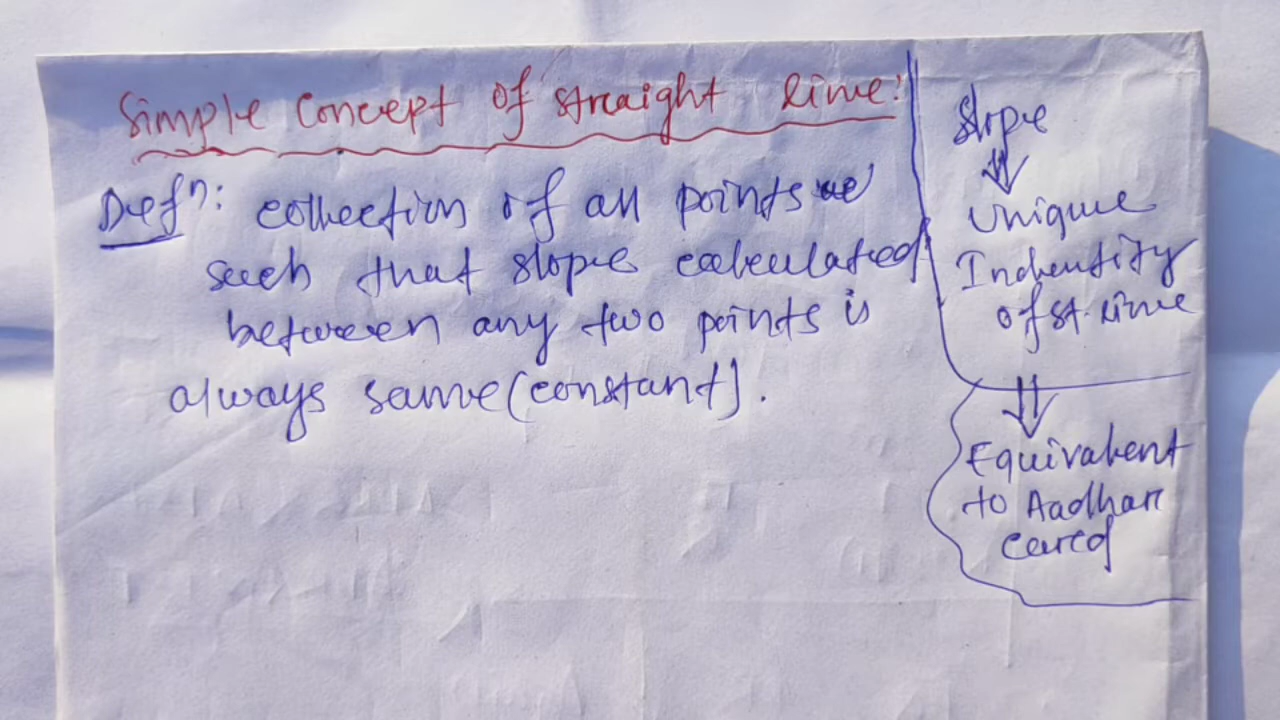 Simple Concept of straight line:
Defⁿ: collection of all points
such that slope calculated
between any two points is
always same (constant).
Slope
⇓
Unique
Indentity
of st. line
⇓
Equivalent
to Aadhar
card